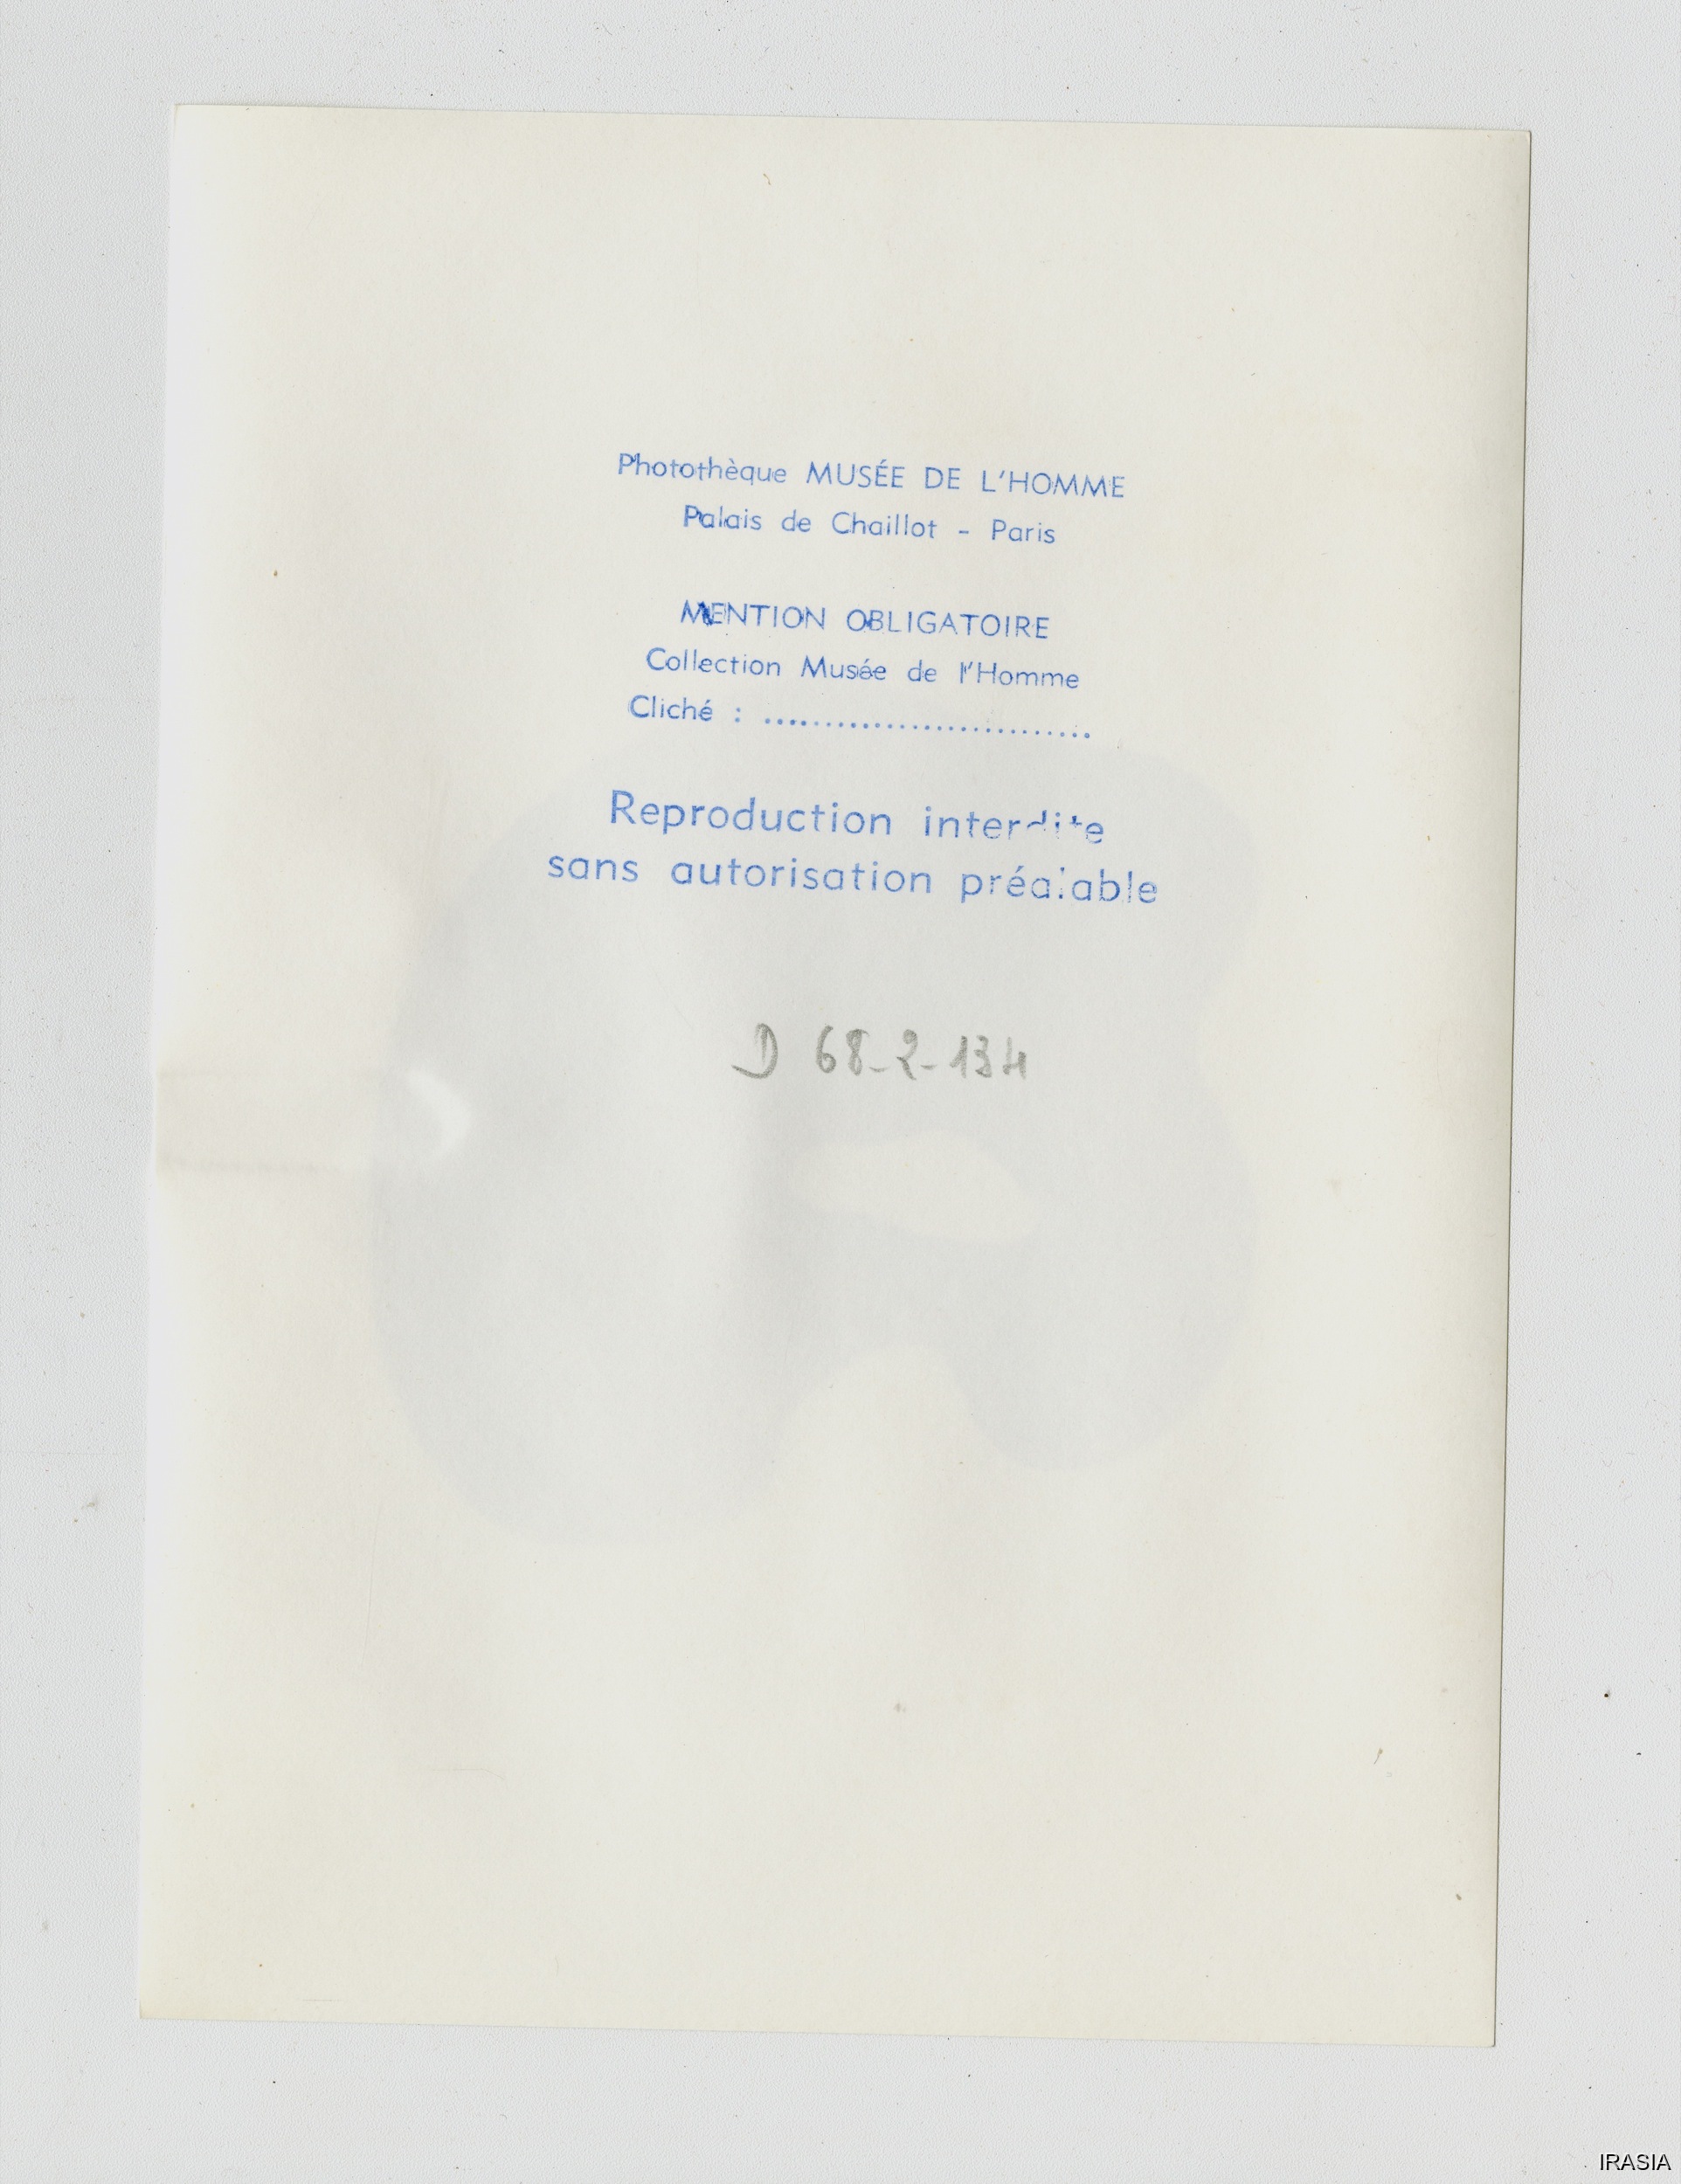 Photothèque MUSÉE DE L'HOMME
Palais de Chaillot - Paris
MENTION OBLIGATOIRE
Collection Musée de l'Homme
Cliché : ...........................
Reproduction interdite
sans autorisation préalable
D 68-2-134
IRASIA